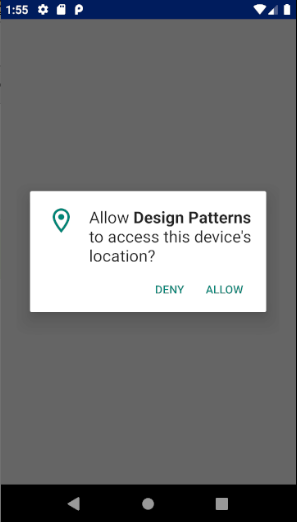 1:55
Allow Design Patterns
to access this device's
location?
DENY ALLOW